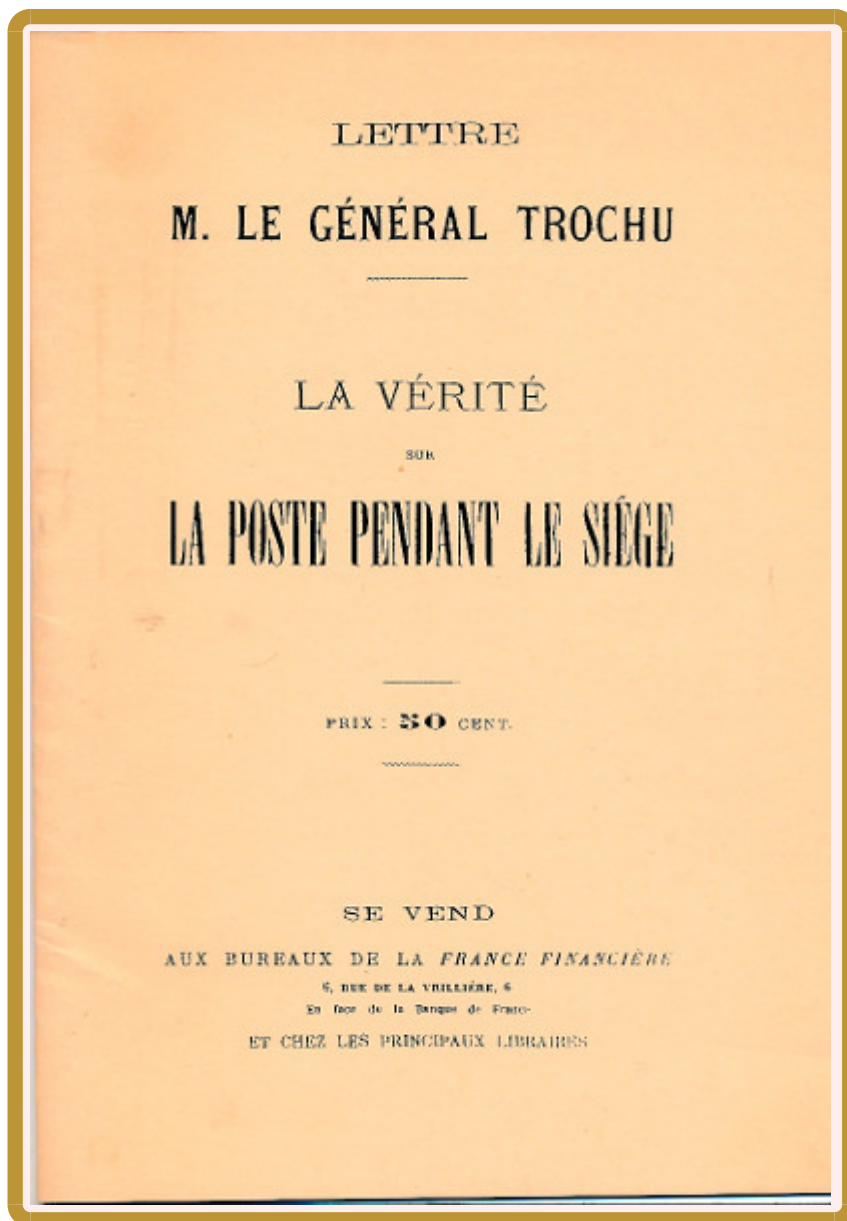 LETTRE
M. LE GÉNÉRAL TROCHU
LA VÉRITÉ
SUR
LA POSTE PENDANT LE SIÉGE
PRIX : 50 CENT.
SE VEND
AUX BUREAUX DE LA FRANCE FINANCIÈRE
6, RUE DE LA VRILLIÉRE, 6
En face de la Banque de France
ET CHEZ LES PRINCIPAUX LIBRAIRES